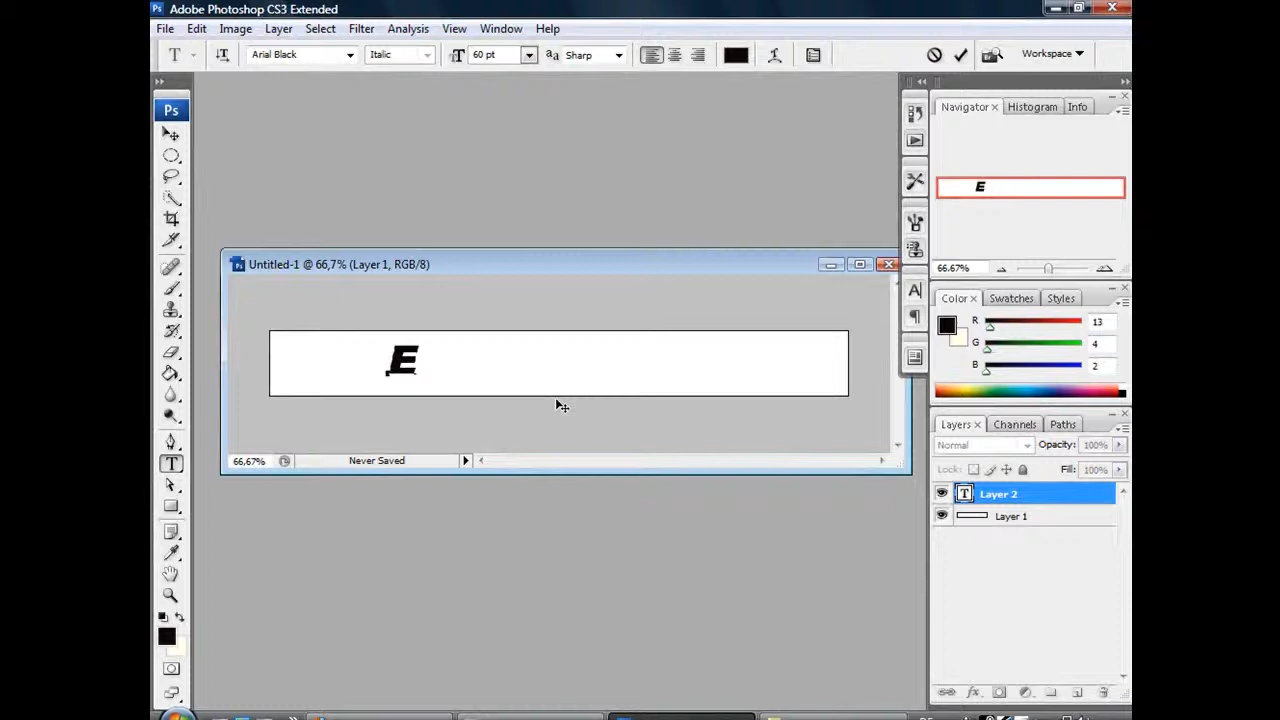 Ps Adobe Photoshop CS3 Extended
File Edit Image Layer Select Filter Analysis View Window Help
T Arial Black Italic 60 pt Sharp Workspace
Ps
Navigator Histogram Info
E
66.67%
Untitled-1 @ 66,7% (Layer 1, RGB/8)
E
Color Swatches Styles
R 13
G 4
B 2
Layers Channels Paths
Normal Opacity: 100%
66,67% Never Saved
Lock: Fill: 100%
T Layer 2
Layer 1